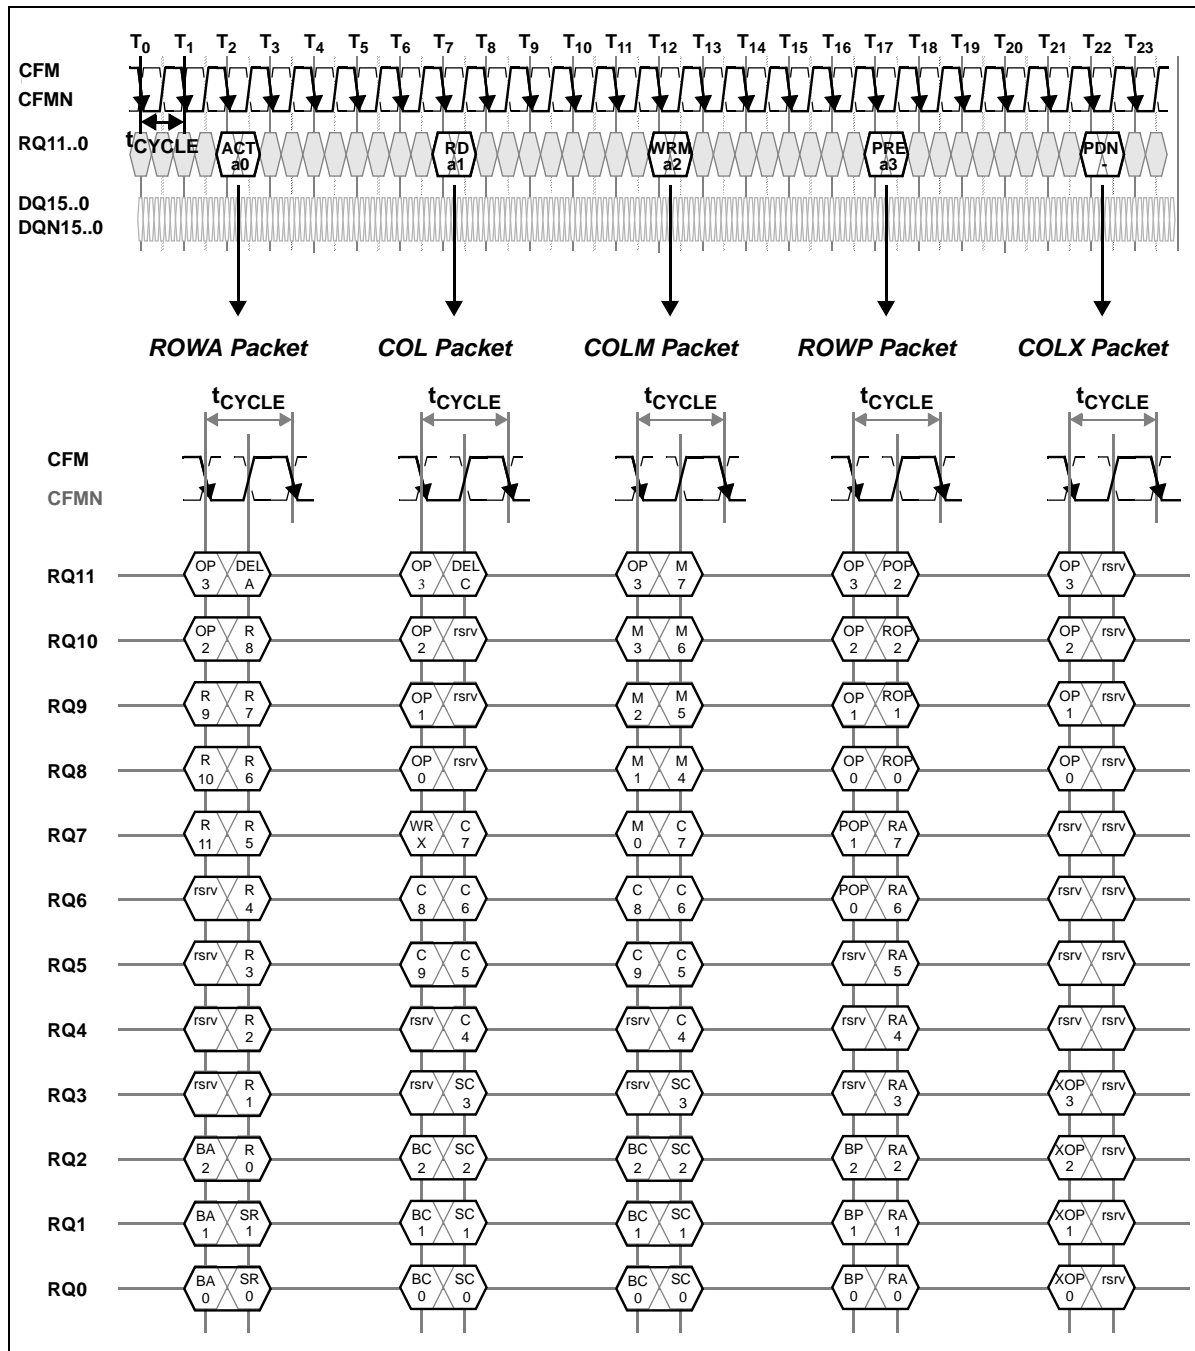 T0 T1 T2 T3 T4 T5 T6 T7 T8 T9 T10 T11 T12 T13 T14 T15 T16 T17 T18 T19 T20 T21 T22 T23
CFM
CFMN
tCYCLE
RQ11..0 ACT a0 RD a1 WRM a2 PRE a3 PDN -
DQ15..0
DQN15..0
ROWA Packet COL Packet COLM Packet ROWP Packet COLX Packet
tCYCLE tCYCLE tCYCLE tCYCLE tCYCLE
CFM
CFMN
RQ11 OP 3 DEL A OP 3 DEL C OP 3 M 7 OP 3 POP 2 OP 3 rsrv
RQ10 OP 2 R 8 OP 2 rsrv M 3 M 6 OP 2 ROP 2 OP 2 rsrv
RQ9 R 9 R 7 OP 1 rsrv M 2 M 5 OP 1 ROP 1 OP 1 rsrv
RQ8 R 10 R 6 OP 0 rsrv M 1 M 4 OP 0 ROP 0 OP 0 rsrv
RQ7 R 11 R 5 WR X C 7 M 0 C 7 POP 1 RA 7 rsrv rsrv
RQ6 rsrv R 4 C 8 C 6 C 8 C 6 POP 0 RA 6 rsrv rsrv
RQ5 rsrv R 3 C 9 C 5 C 9 C 5 rsrv RA 5 rsrv rsrv
RQ4 rsrv R 2 rsrv C 4 rsrv C 4 rsrv RA 4 rsrv rsrv
RQ3 rsrv R 1 rsrv SC 3 rsrv SC 3 rsrv RA 3 XOP 3 rsrv
RQ2 BA 2 R 0 BC 2 SC 2 BC 2 SC 2 BP 2 RA 2 XOP 2 rsrv
RQ1 BA 1 SR 1 BC 1 SC 1 BC 1 SC 1 BP 1 RA 1 XOP 1 rsrv
RQ0 BA 0 SR 0 BC 0 SC 0 BC 0 SC 0 BP 0 RA 0 XOP 0 rsrv